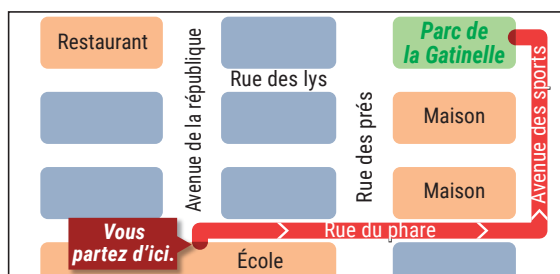 Restaurant
Avenue de la république
Parc de
la Gatinelle
Rue des lys
Avenue des sports
Rue des prés
Maison
Maison
Vous
partez d'ici.
Rue du phare
École